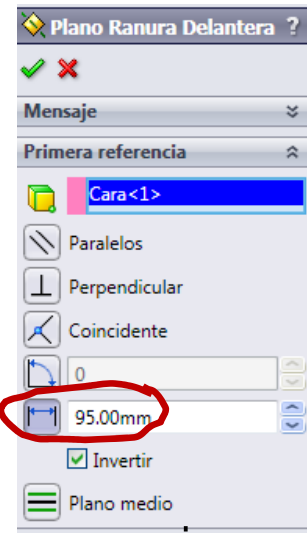 Plano Ranura Delantera ?
Mensaje
Primera referencia
Cara<1>
Paralelos
Perpendicular
Coincidente
0
95.00mm
Invertir
Plano medio